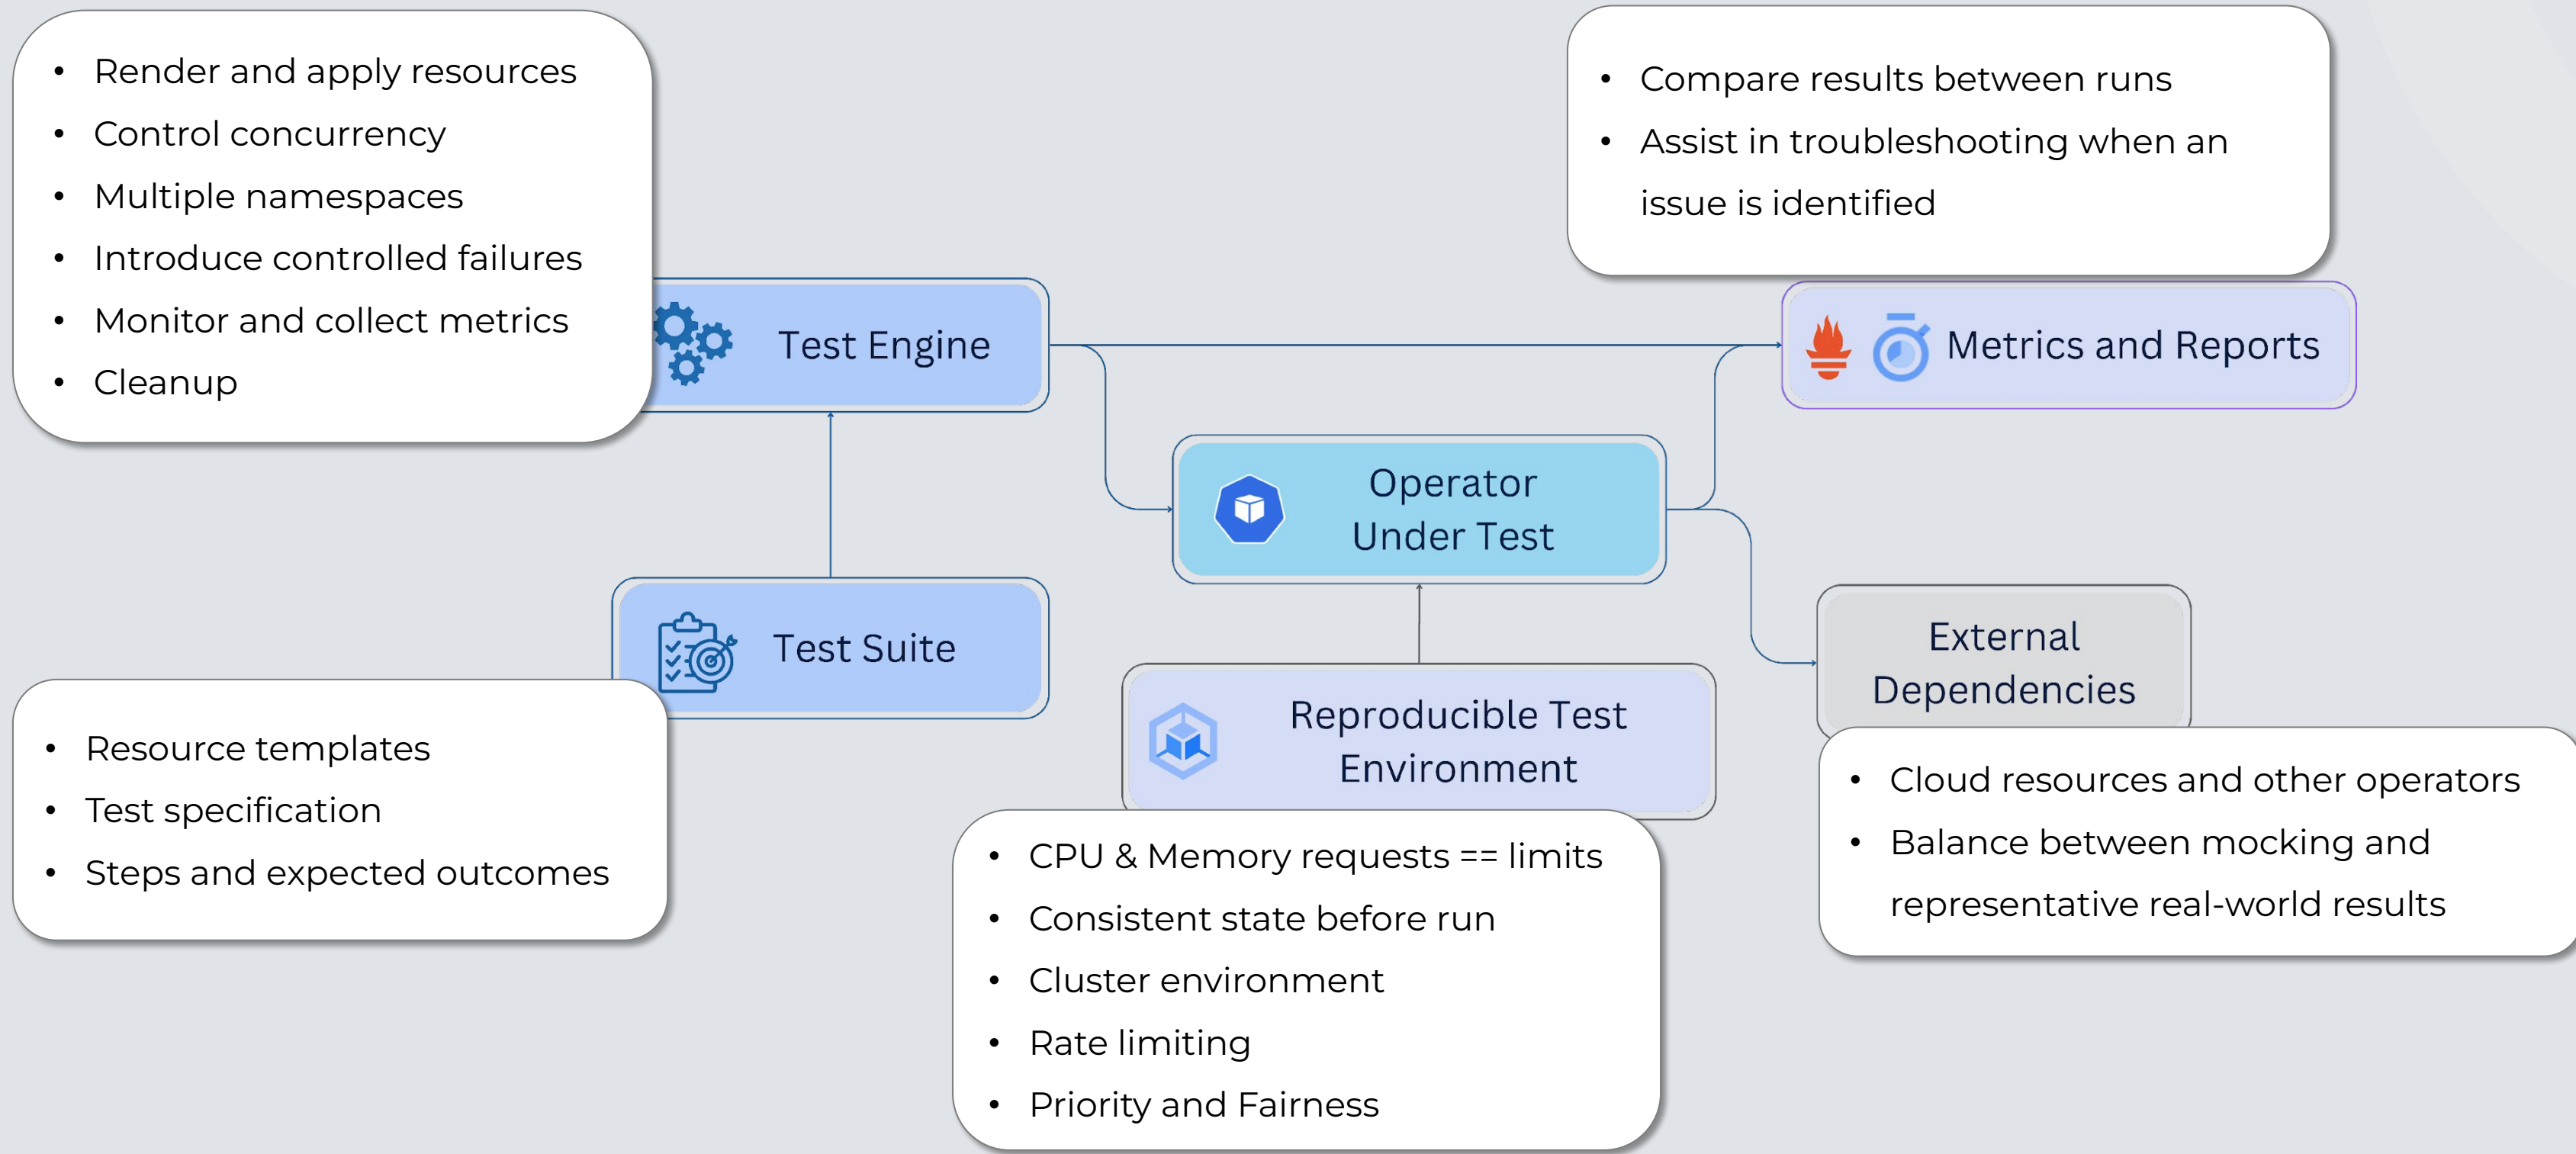 • Render and apply resources
• Control concurrency
• Multiple namespaces
• Introduce controlled failures
• Monitor and collect metrics
• Cleanup
• Compare results between runs
• Assist in troubleshooting when an
issue is identified
Test Engine
Metrics and Reports
Operator
Under Test
Test Suite
External
Dependencies
Reproducible Test
Environment
• Resource templates
• Test specification
• Steps and expected outcomes
• CPU & Memory requests == limits
• Consistent state before run
• Cluster environment
• Rate limiting
• Priority and Fairness
• Cloud resources and other operators
• Balance between mocking and
representative real-world results